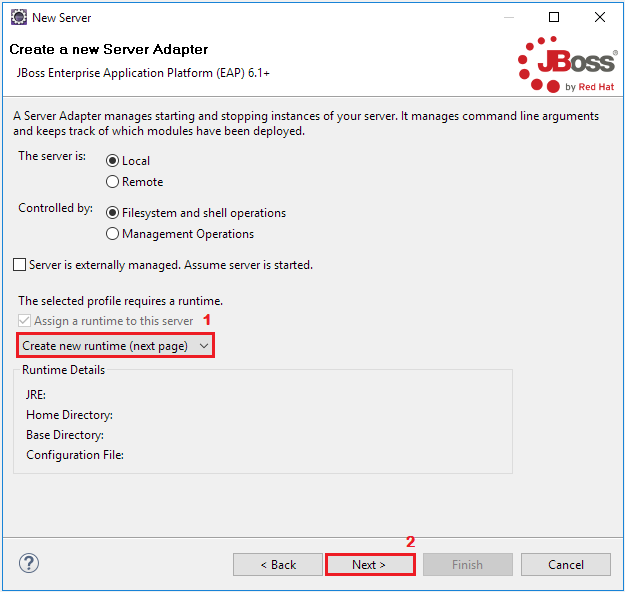 New Server
Create a new Server Adapter
JBoss Enterprise Application Platform (EAP) 6.1+
JBoss®
by Red Hat
A Server Adapter manages starting and stopping instances of your server. It manages command line arguments
and keeps track of which modules have been deployed.
The server is:
Local
Remote
Controlled by:
Filesystem and shell operations
Management Operations
Server is externally managed. Assume server is started.
The selected profile requires a runtime.
Assign a runtime to this server 1
Create new runtime (next page)
Runtime Details
JRE:
Home Directory:
Base Directory:
Configuration File:
2
?
< Back
Next >
Finish
Cancel